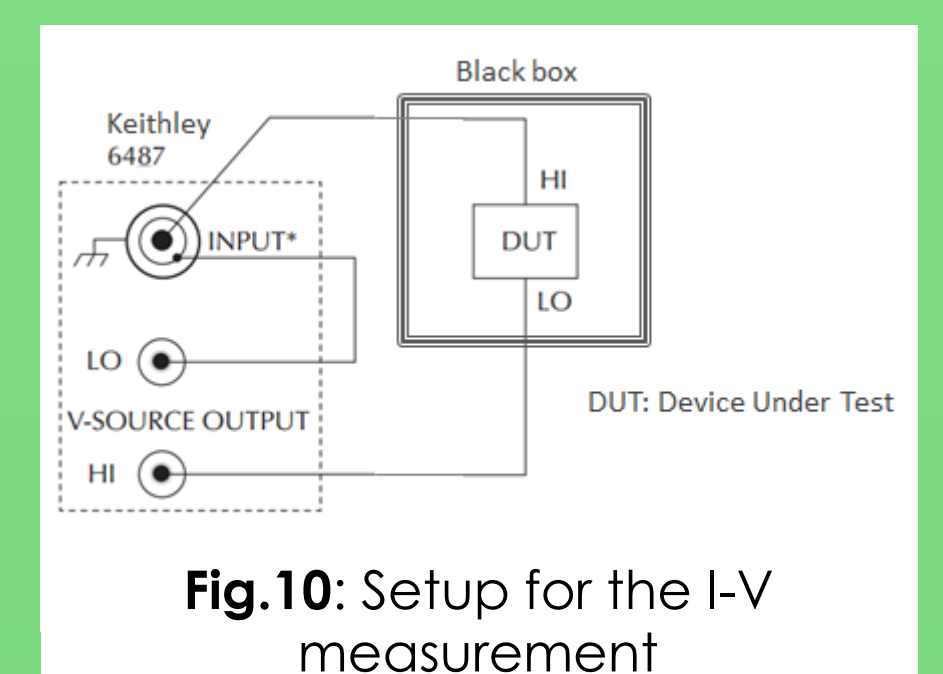 Black box
Keithley
6487
HI
INPUT*
DUT
LO
LO
DUT: Device Under Test
V-SOURCE OUTPUT
HI
Fig.10: Setup for the I-V
measurement